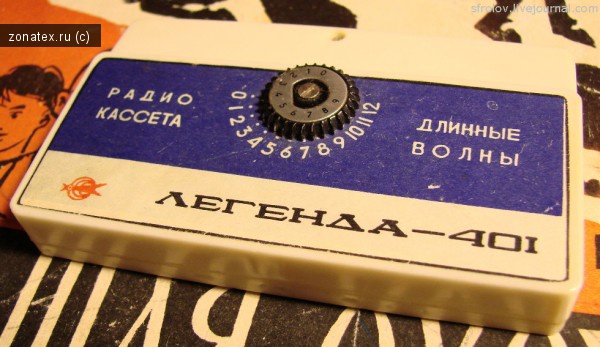 sfrolov.livejournal.com
zonatex.ru (c)
РАДИО
КАССЕТА
0 1 2 3 4 5 6 7 8 9 10 11 12
ДЛИННЫЕ
ВОЛНЫ
ЛЕГЕНДА-401